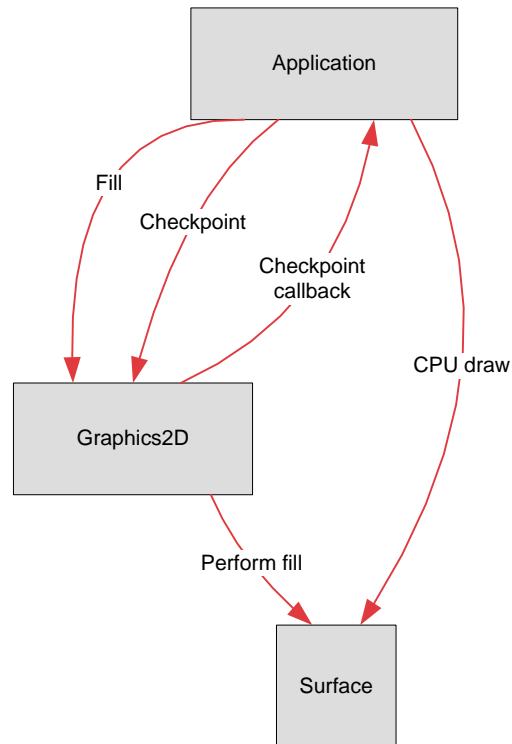 Application
Fill
Checkpoint
Checkpoint
callback
CPU draw
Graphics2D
Perform fill
Surface